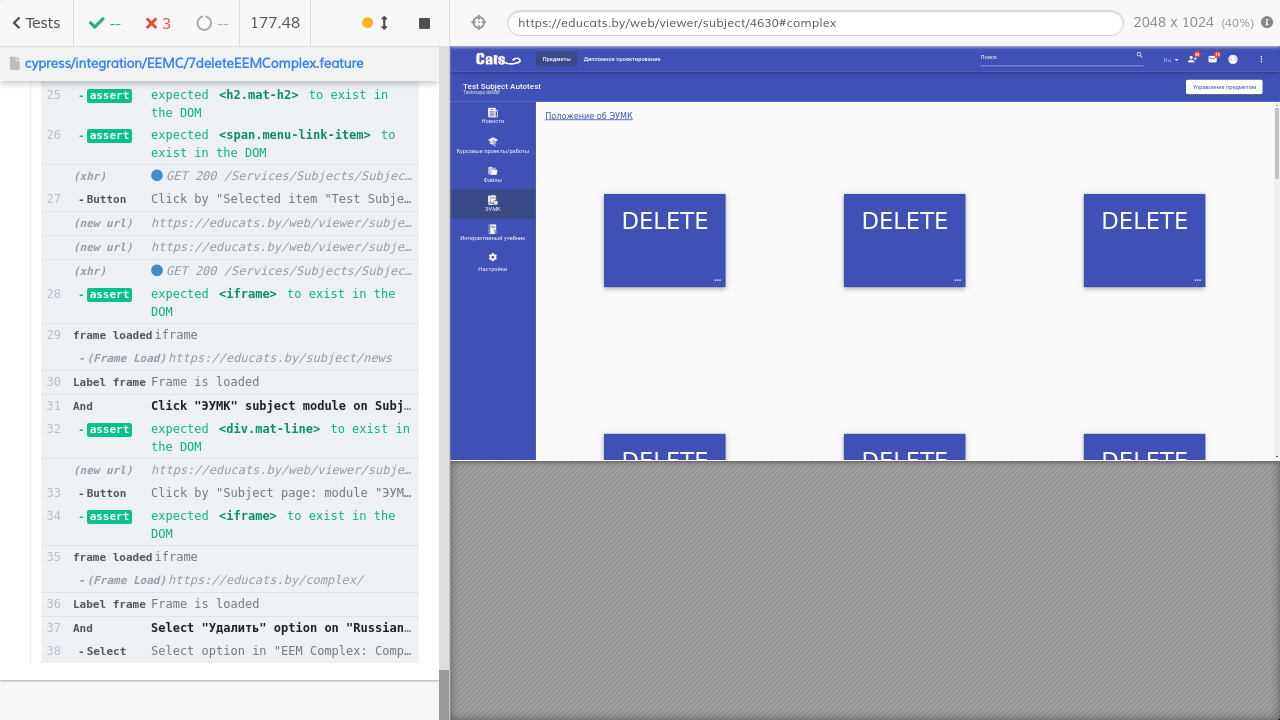 Tests
--
3
--
177.48
https://educats.by/web/viewer/subject/4630#complex
2048 x 1024 (40%)
cypress/integration/EEMC/7deleteEEMComplex.feature
25 - assert expected <h2.mat-h2> to exist in
the DOM
26 - assert expected <span.menu-link-item> to
exist in the DOM
(xhr) GET 200 /Services/Subjects/Subjec…
27 - Button Click by "Selected item "Test Subje…
(new url) https://educats.by/web/viewer/subje…
(new url) https://educats.by/web/viewer/subje…
(xhr) GET 200 /Services/Subjects/Subjec…
28 - assert expected <iframe> to exist in the
DOM
29 frame loaded iframe
- (Frame Load) https://educats.by/subject/news
30 Label frame Frame is loaded
31 And Click "ЭУМК" subject module on Subj…
32 - assert expected <div.mat-line> to exist in
the DOM
(new url) https://educats.by/web/viewer/subje…
33 - Button Click by "Subject page: module "ЭУМ…
34 - assert expected <iframe> to exist in the
DOM
35 frame loaded iframe
- (Frame Load) https://educats.by/complex/
36 Label frame Frame is loaded
37 And Select "Удалить" option on "Russian…
38 - Select Select option in "EEM Complex: Comp…
Cats
Предметы
Дипломное проектирование
Поиск
Ru
Test Subject Autotest
Управление предметом
Новости
Курсовые проекты/работы
Файлы
ЭУМК
Интерактивный учебник
Настройки
Положение об ЭУМК
DELETE DELETE DELETE
... ... ...
DELETE DELETE DELETE